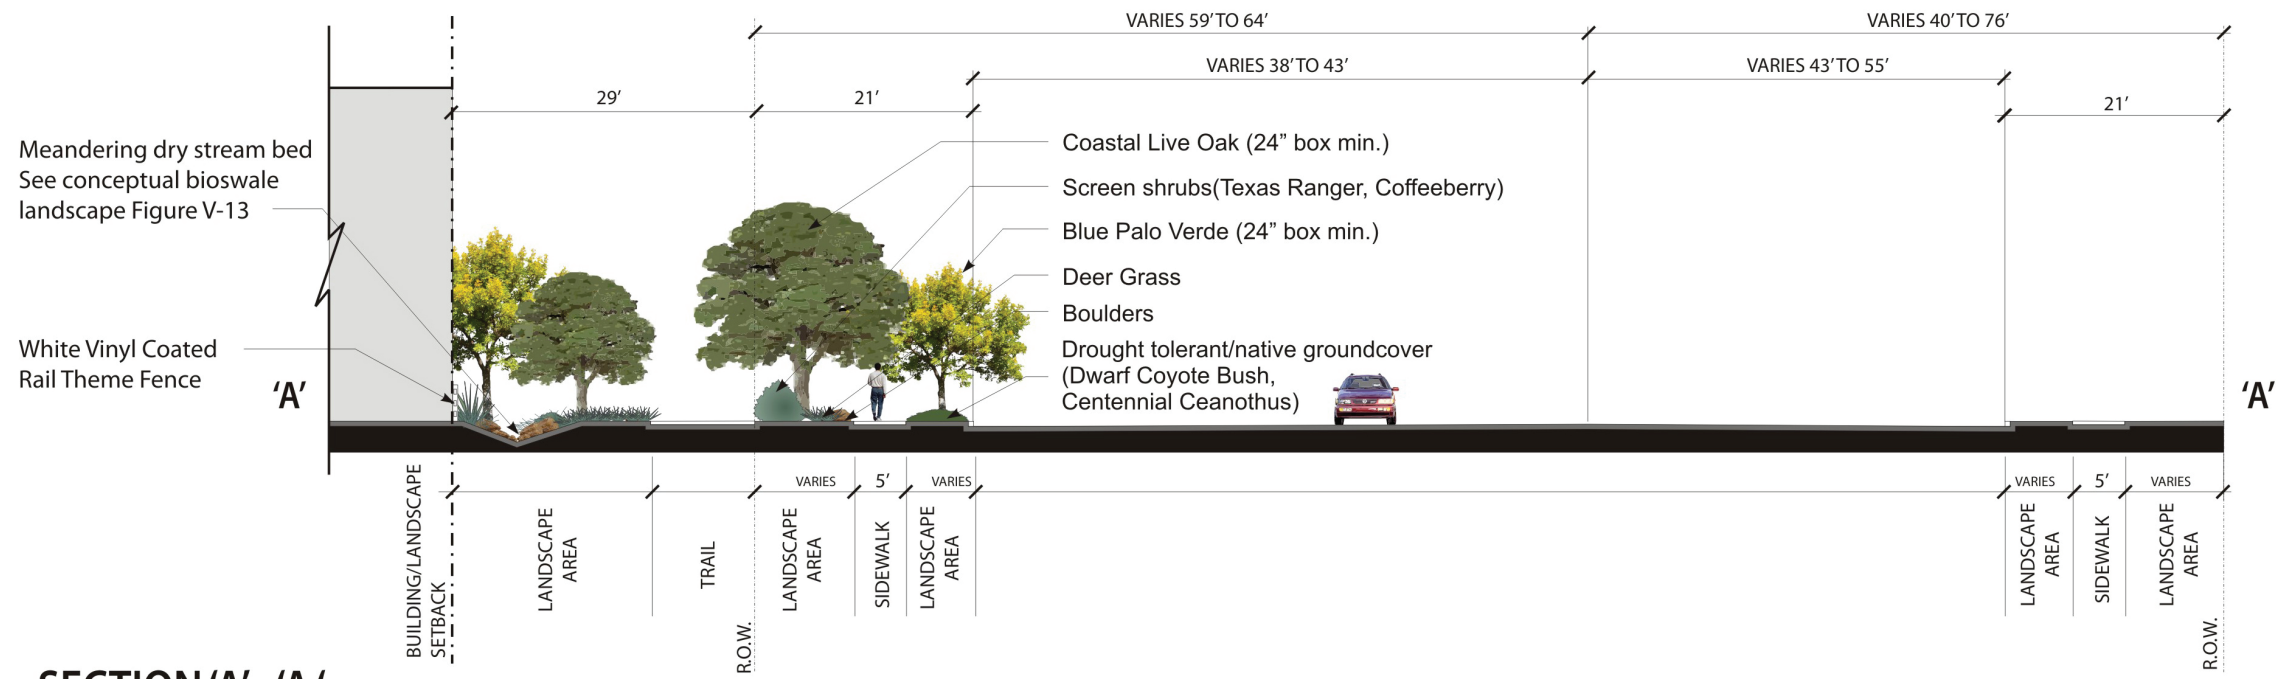 VARIES 59’ TO 64’
VARIES 40’ TO 76’
VARIES 38’ TO 43’
VARIES 43’ TO 55’
29’
21’
21’
Meandering dry stream bed
See conceptual bioswale
landscape Figure V-13
White Vinyl Coated
Rail Theme Fence
Coastal Live Oak (24” box min.)
Screen shrubs(Texas Ranger, Coffeeberry)
Blue Palo Verde (24” box min.)
Deer Grass
Boulders
Drought tolerant/native groundcover
(Dwarf Coyote Bush,
Centennial Ceanothus)
‘A’
‘A’
VARIES
5’
VARIES
VARIES
5’
VARIES
BUILDING/LANDSCAPE
SETBACK
LANDSCAPE
AREA
TRAIL
R.O.W.
LANDSCAPE
AREA
SIDEWALK
LANDSCAPE
AREA
LANDSCAPE
AREA
SIDEWALK
LANDSCAPE
AREA
R.O.W.
SECTION ‘A’ - ‘A’